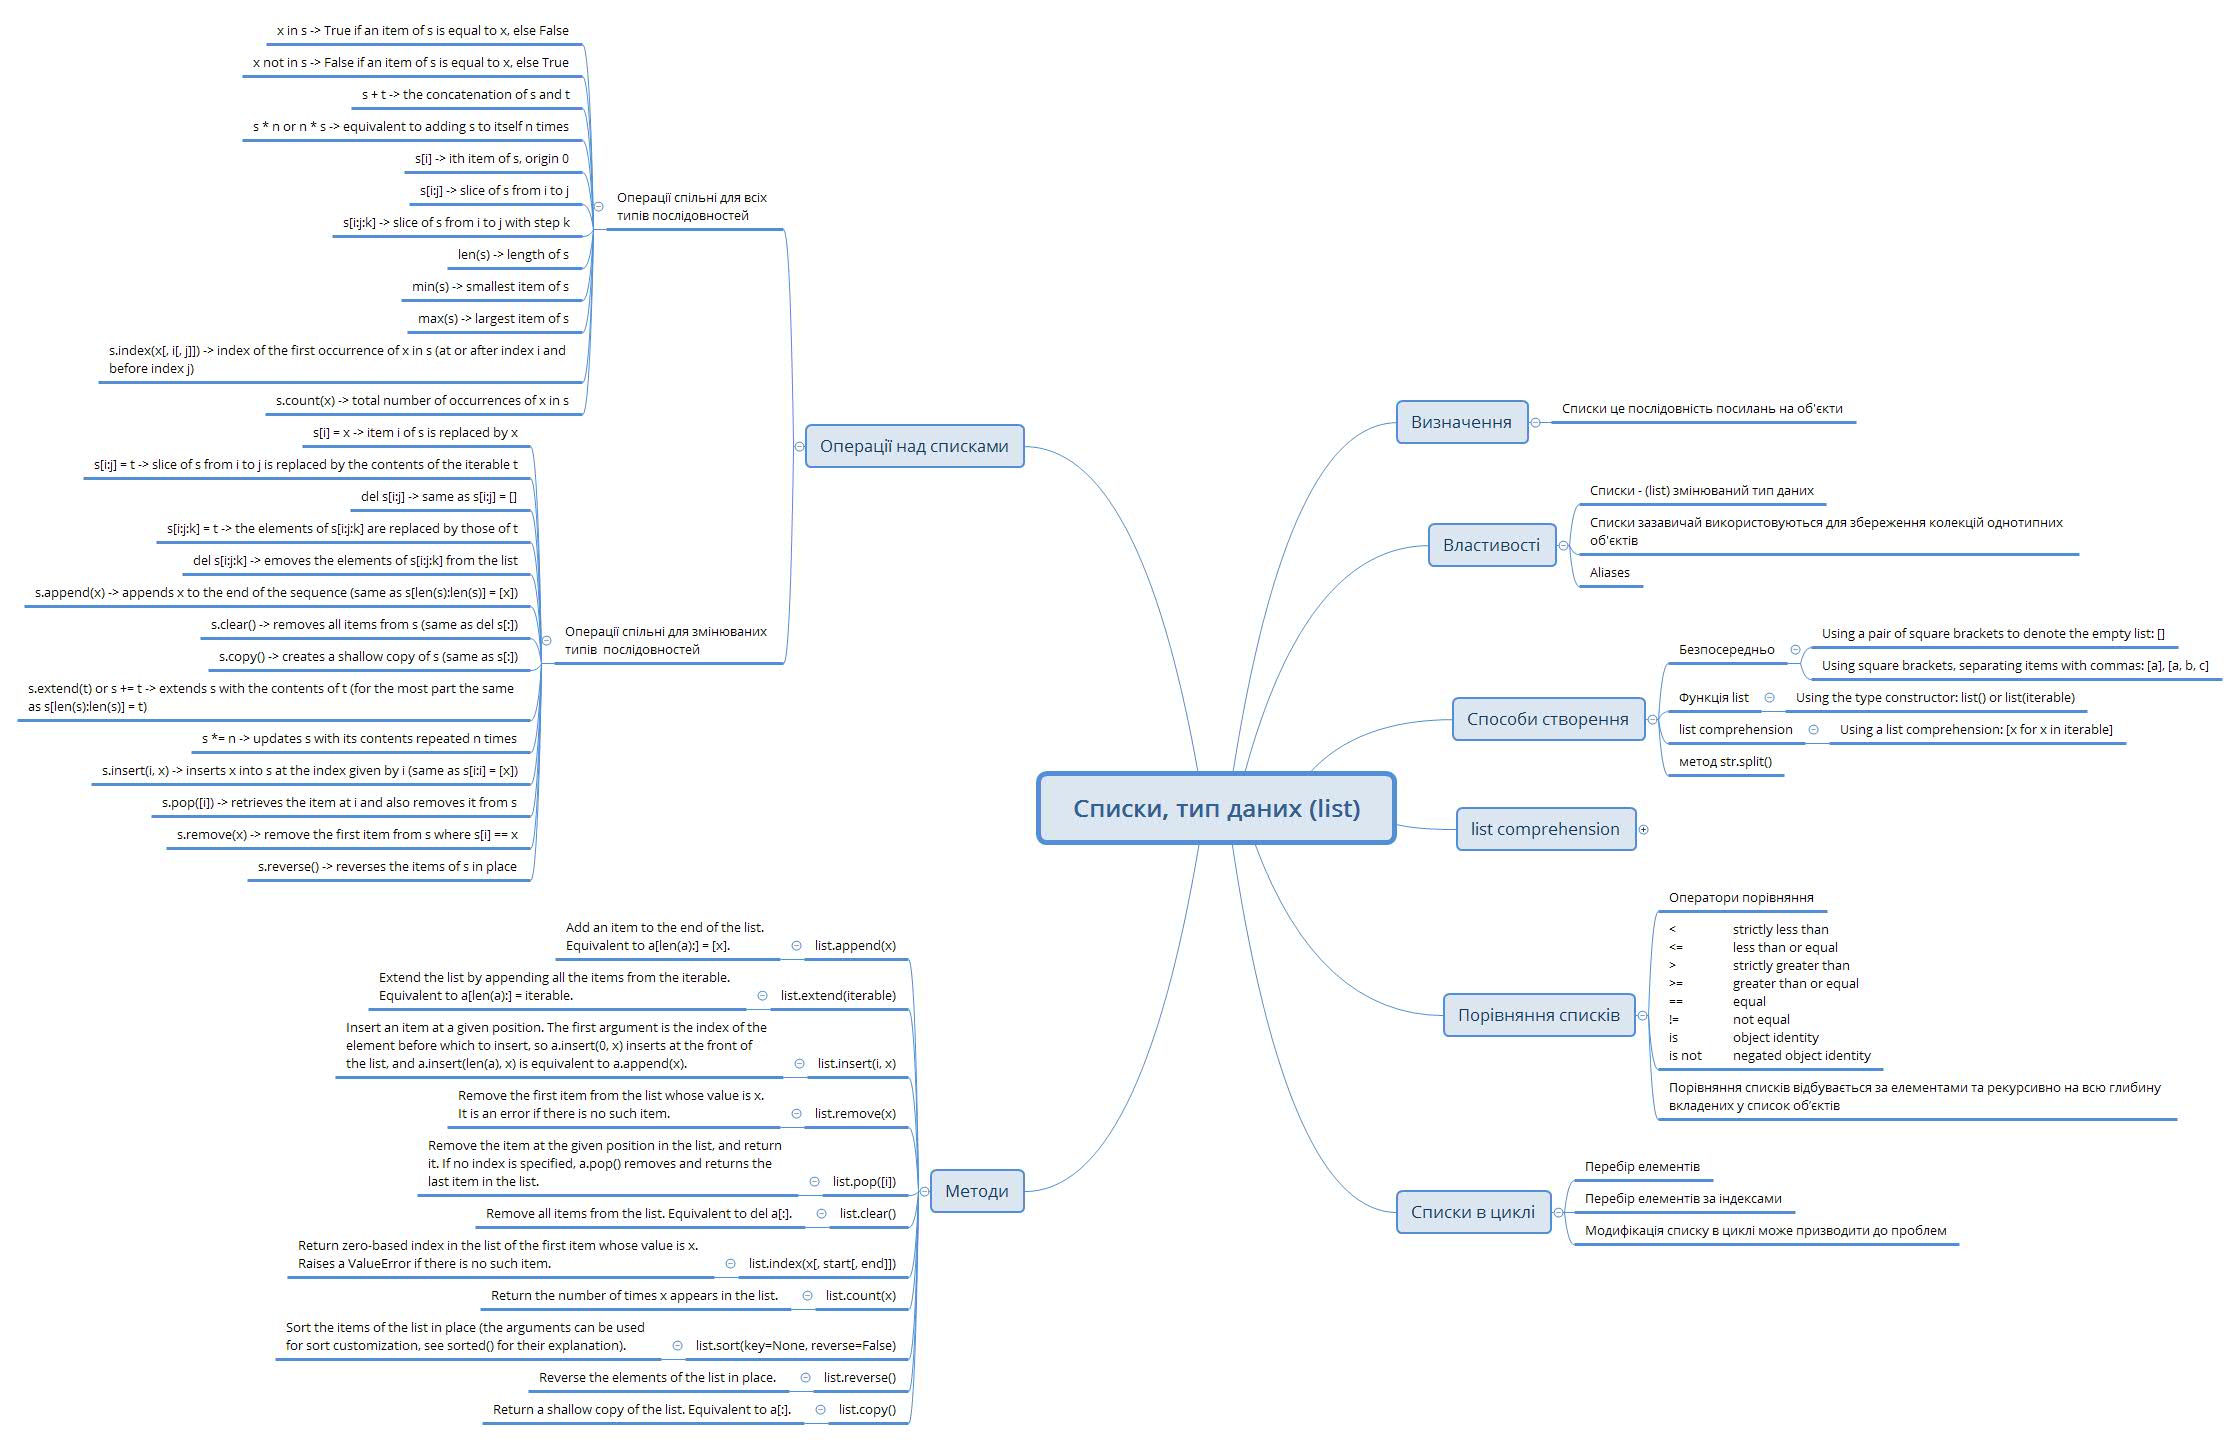 Списки, тип даних (list)
Визначення
Списки це послідовність посилань на об'єкти
Властивості
Списки - (list) змінюваний тип даних
Списки зазавичай використовуються для збереження колекцій однотипних
об'єктів
Aliases
Способи створення
Безпосередньо
Using a pair of square brackets to denote the empty list: []
Using square brackets, separating items with commas: [a], [a, b, c]
Функція list
Using the type constructor: list() or list(iterable)
list comprehension
Using a list comprehension: [x for x in iterable]
метод str.split()
list comprehension
Порівняння списків
Оператори порівняння
< strictly less than
<= less than or equal
> strictly greater than
>= greater than or equal
== equal
!= not equal
is object identity
is not negated object identity
Порівняння списків відбувається за елементами та рекурсивно на всю глибину
вкладених у список об'єктів
Списки в циклі
Перебір елементів
Перебір елементів за індексами
Модифікація списку в циклі може призводити до проблем
Операції над списками
Операції спільні для всіх
типів послідовностей
x in s -> True if an item of s is equal to x, else False
x not in s -> False if an item of s is equal to x, else True
s + t -> the concatenation of s and t
s * n or n * s -> equivalent to adding s to itself n times
s[i] -> ith item of s, origin 0
s[i:j] -> slice of s from i to j
s[i:j:k] -> slice of s from i to j with step k
len(s) -> length of s
min(s) -> smallest item of s
max(s) -> largest item of s
s.index(x[, i[, j]]) -> index of the first occurrence of x in s (at or after index i and
before index j)
s.count(x) -> total number of occurrences of x in s
Операції спільні для змінюваних
типів послідовностей
s[i] = x -> item i of s is replaced by x
s[i:j] = t -> slice of s from i to j is replaced by the contents of the iterable t
del s[i:j] -> same as s[i:j] = []
s[i:j:k] = t -> the elements of s[i:j:k] are replaced by those of t
del s[i:j:k] -> emoves the elements of s[i:j:k] from the list
s.append(x) -> appends x to the end of the sequence (same as s[len(s):len(s)] = [x])
s.clear() -> removes all items from s (same as del s[:])
s.copy() -> creates a shallow copy of s (same as s[:])
s.extend(t) or s += t -> extends s with the contents of t (for the most part the same
as s[len(s):len(s)] = t)
s *= n -> updates s with its contents repeated n times
s.insert(i, x) -> inserts x into s at the index given by i (same as s[i:i] = [x])
s.pop([i]) -> retrieves the item at i and also removes it from s
s.remove(x) -> remove the first item from s where s[i] == x
s.reverse() -> reverses the items of s in place
Методи
list.append(x)
Add an item to the end of the list.
Equivalent to a[len(a):] = [x].
list.extend(iterable)
Extend the list by appending all the items from the iterable.
Equivalent to a[len(a):] = iterable.
list.insert(i, x)
Insert an item at a given position. The first argument is the index of the
element before which to insert, so a.insert(0, x) inserts at the front of
the list, and a.insert(len(a), x) is equivalent to a.append(x).
list.remove(x)
Remove the first item from the list whose value is x.
It is an error if there is no such item.
list.pop([i])
Remove the item at the given position in the list, and return
it. If no index is specified, a.pop() removes and returns the
last item in the list.
list.clear()
Remove all items from the list. Equivalent to del a[:].
list.index(x[, start[, end]])
Return zero-based index in the list of the first item whose value is x.
Raises a ValueError if there is no such item.
list.count(x)
Return the number of times x appears in the list.
list.sort(key=None, reverse=False)
Sort the items of the list in place (the arguments can be used
for sort customization, see sorted() for their explanation).
list.reverse()
Reverse the elements of the list in place.
list.copy()
Return a shallow copy of the list. Equivalent to a[:].